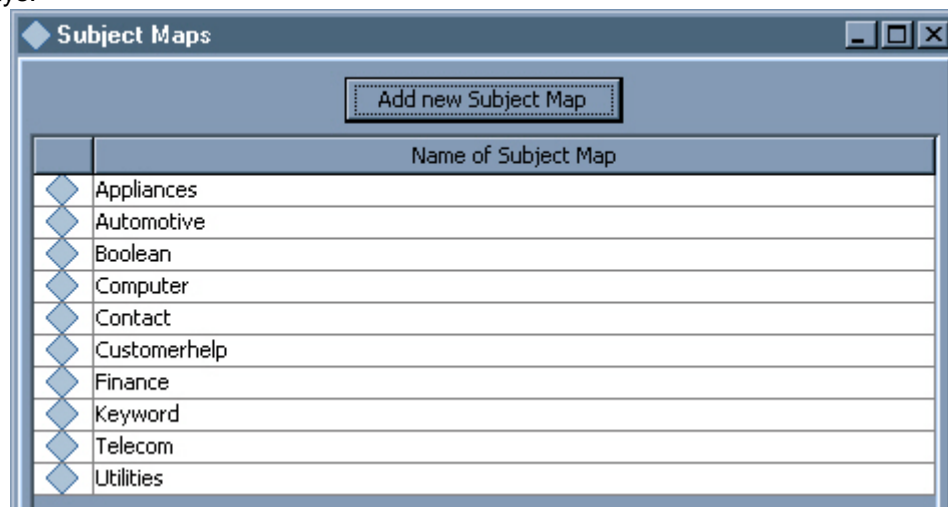 Subject Maps
Add new Subject Map
Name of Subject Map
Appliances
Automotive
Boolean
Computer
Contact
Customerhelp
Finance
Keyword
Telecom
Utilities